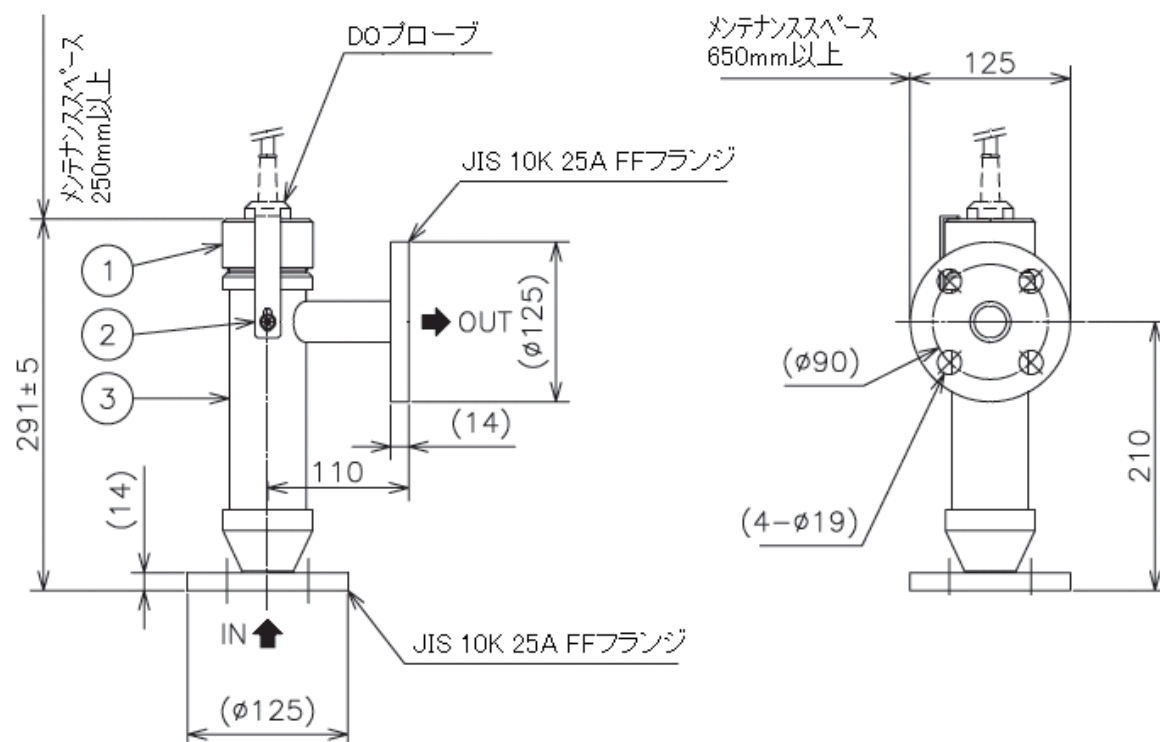 メンテナンススペース
250mm以上
DOプローブ
JIS 10K 25A FFフランジ
1
2
3
OUT
(φ125)
291±5
(14)
110
(14)
IN
JIS 10K 25A FFフランジ
(φ125)
メンテナンススペース
650mm以上
125
(φ90)
(4-φ19)
210